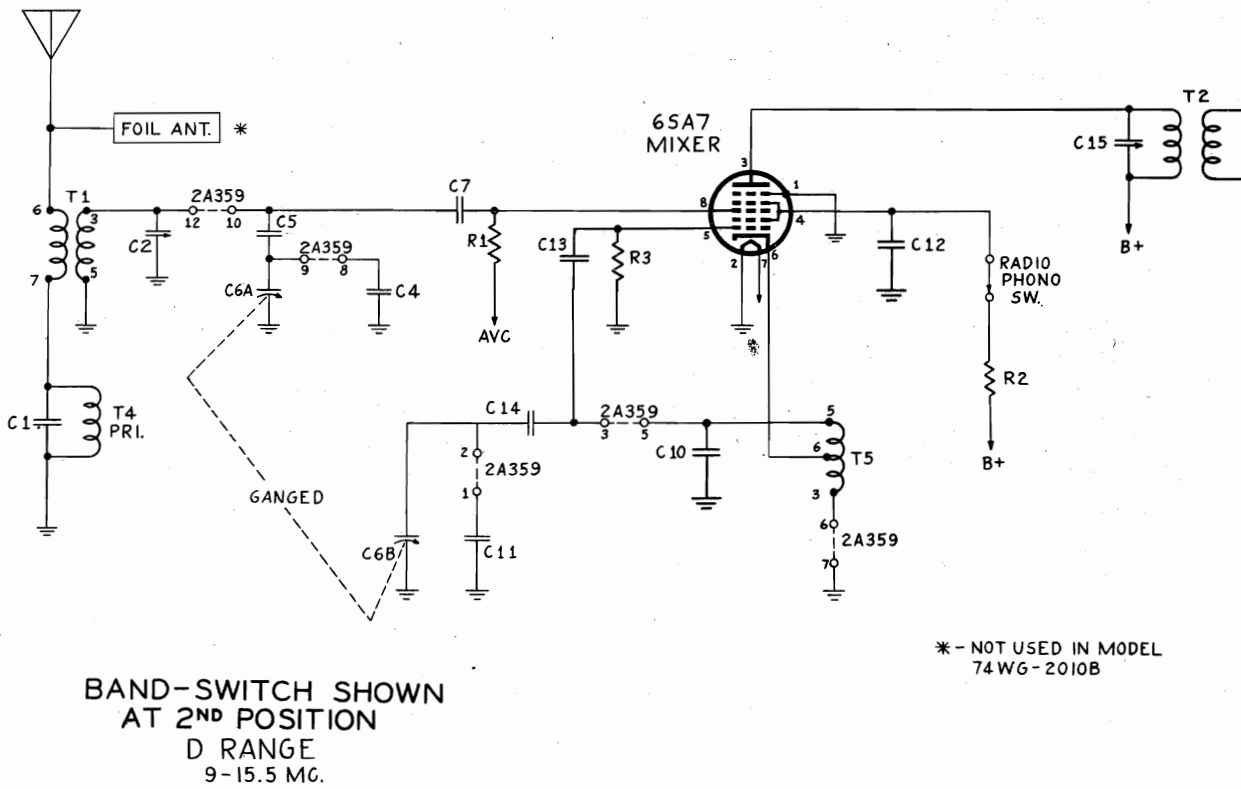 FOIL ANT. *
6SA7
MIXER
T2
C15
B+
6
T1
3
7
5
C2
2A359
12
10
C5
2A359
9
8
C6A
C4
C7
R1
AVC
C13
R3
3
1
8
4
5
2
7
6
C12
RADIO
PHONO
SW.
R2
B+
C1
T4
PRI.
GANGED
C14
2A359
3
5
C10
5
6
T5
3
2
2A359
1
C6B
C11
6
2A359
7
* - NOT USED IN MODEL
74WG-2010B
BAND-SWITCH SHOWN
AT 2ND POSITION
D RANGE
9-15.5 MC.